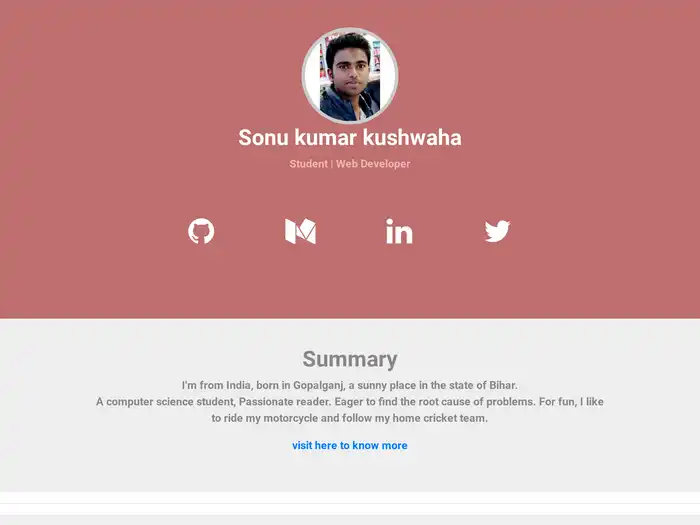 Sonu kumar kushwaha
Student | Web Developer
Summary
I'm from India, born in Gopalganj, a sunny place in the state of Bihar.
A computer science student, Passionate reader. Eager to find the root cause of problems. For fun, I like
to ride my motorcycle and follow my home cricket team.
visit here to know more